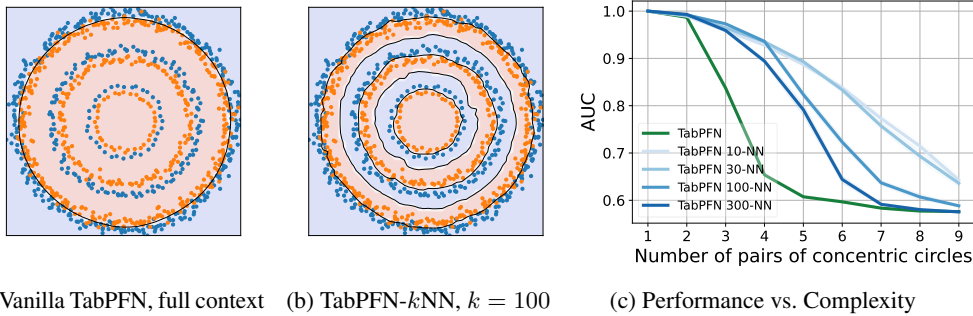 1.0
0.9
0.8
0.7
0.6
AUC
TabPFN
TabPFN 10-NN
TabPFN 30-NN
TabPFN 100-NN
TabPFN 300-NN
1 2 3 4 5 6 7 8 9
Number of pairs of concentric circles
Vanilla TabPFN, full context
(b) TabPFN-kNN, k = 100
(c) Performance vs. Complexity